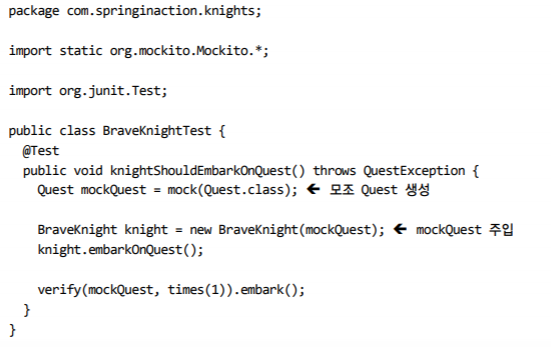 package com.springinaction.knights;
import static org.mockito.Mockito.*;
import org.junit.Test;
public class BraveKnightTest {
@Test
public void knightShouldEmbarkOnQuest() throws QuestException {
Quest mockQuest = mock(Quest.class); ← 모조 Quest 생성
BraveKnight knight = new BraveKnight(mockQuest); ← mockQuest 주입
knight.embarkOnQuest();
verify(mockQuest, times(1)).embark();
}
}